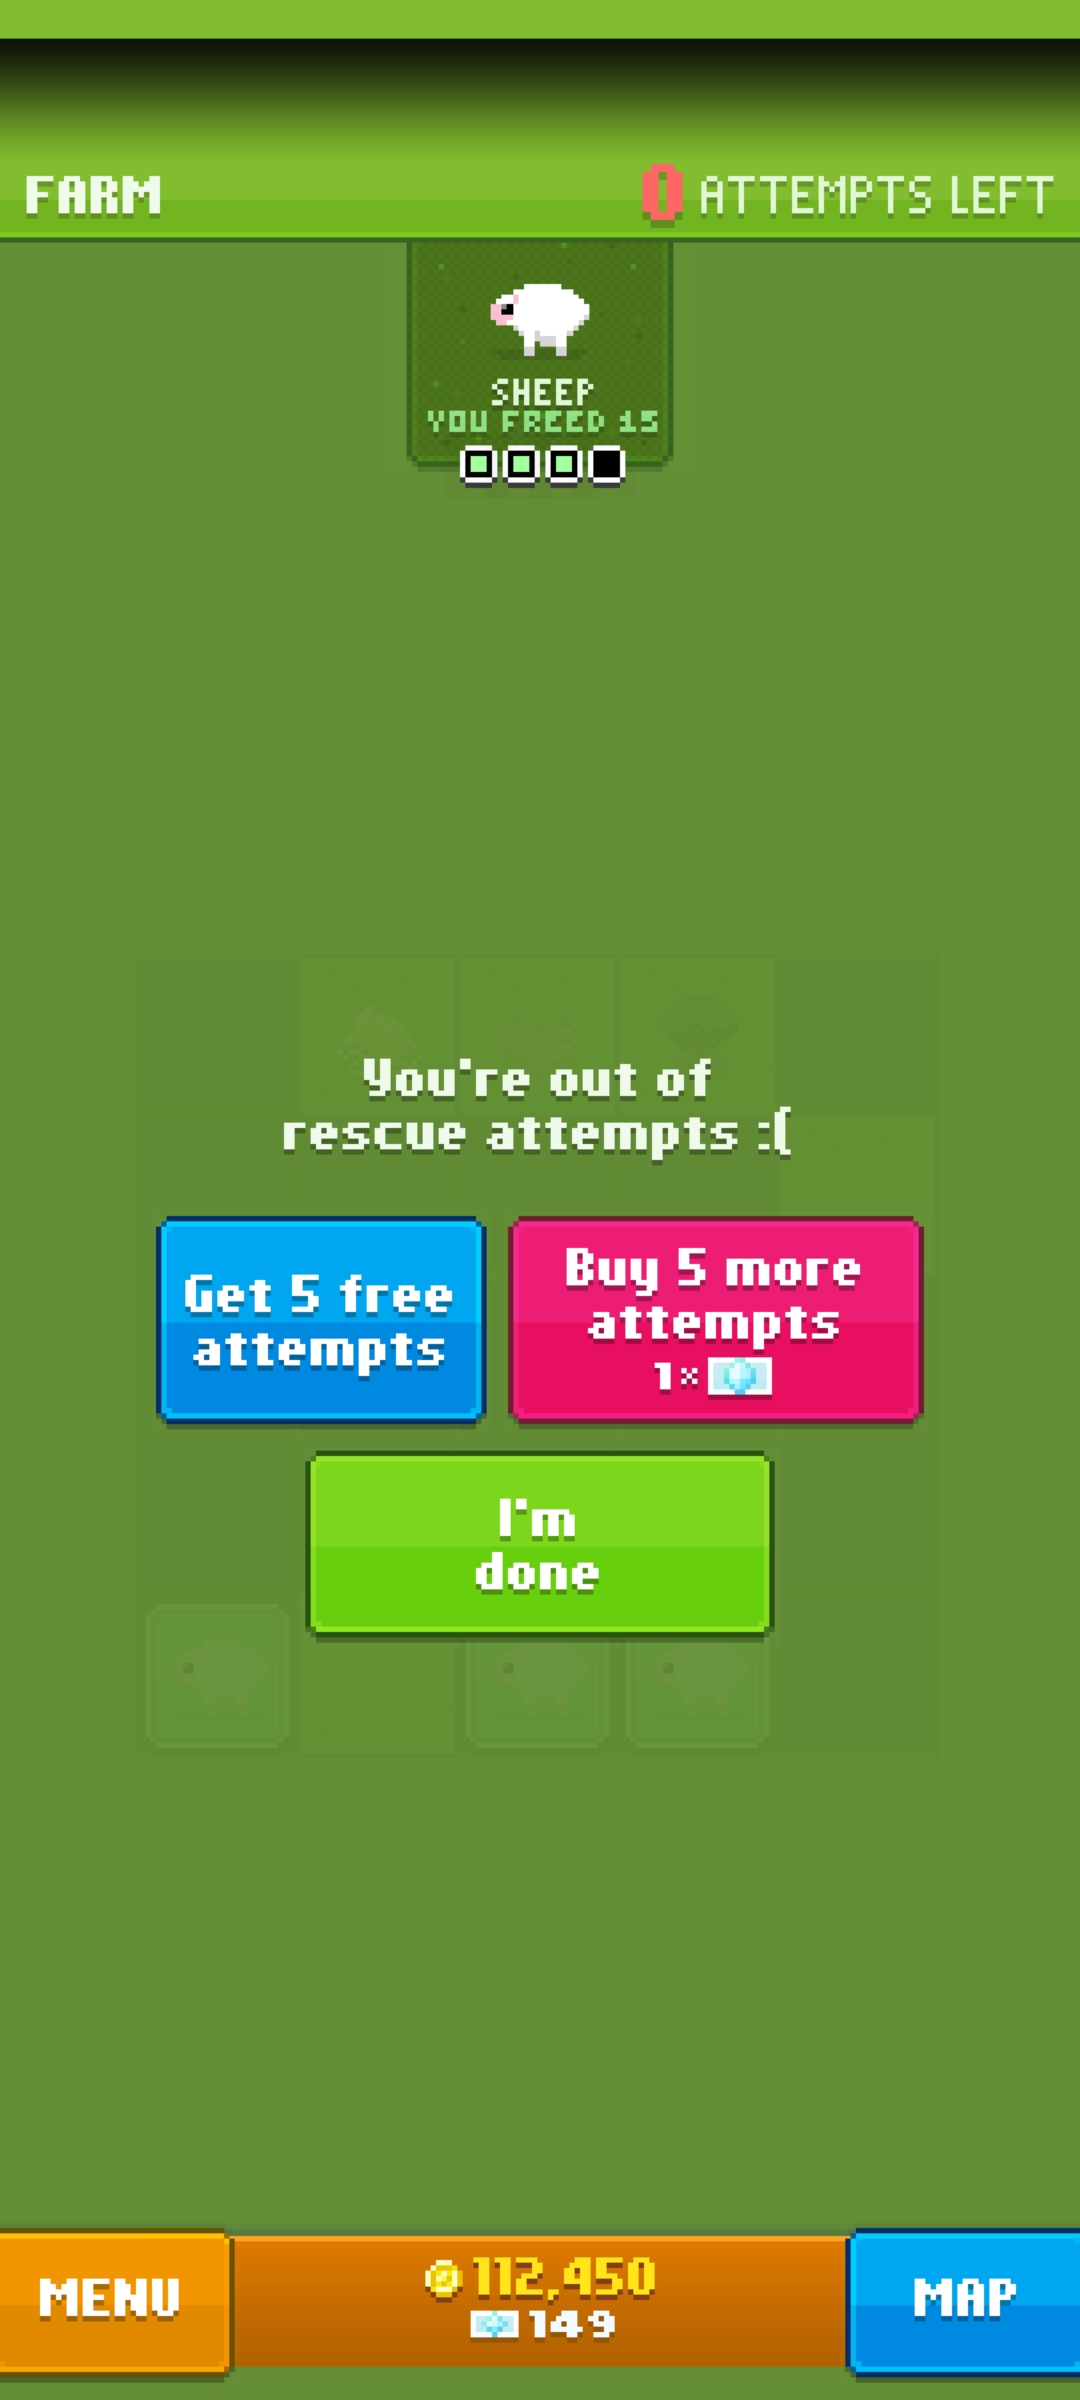 FARM
0 ATTEMPTS LEFT
SHEEP
YOU FREED 15
You're out of
rescue attempts :(
Get 5 free
attempts
Buy 5 more
attempts
1×
I'm
done
MENU
112,450
149
MAP